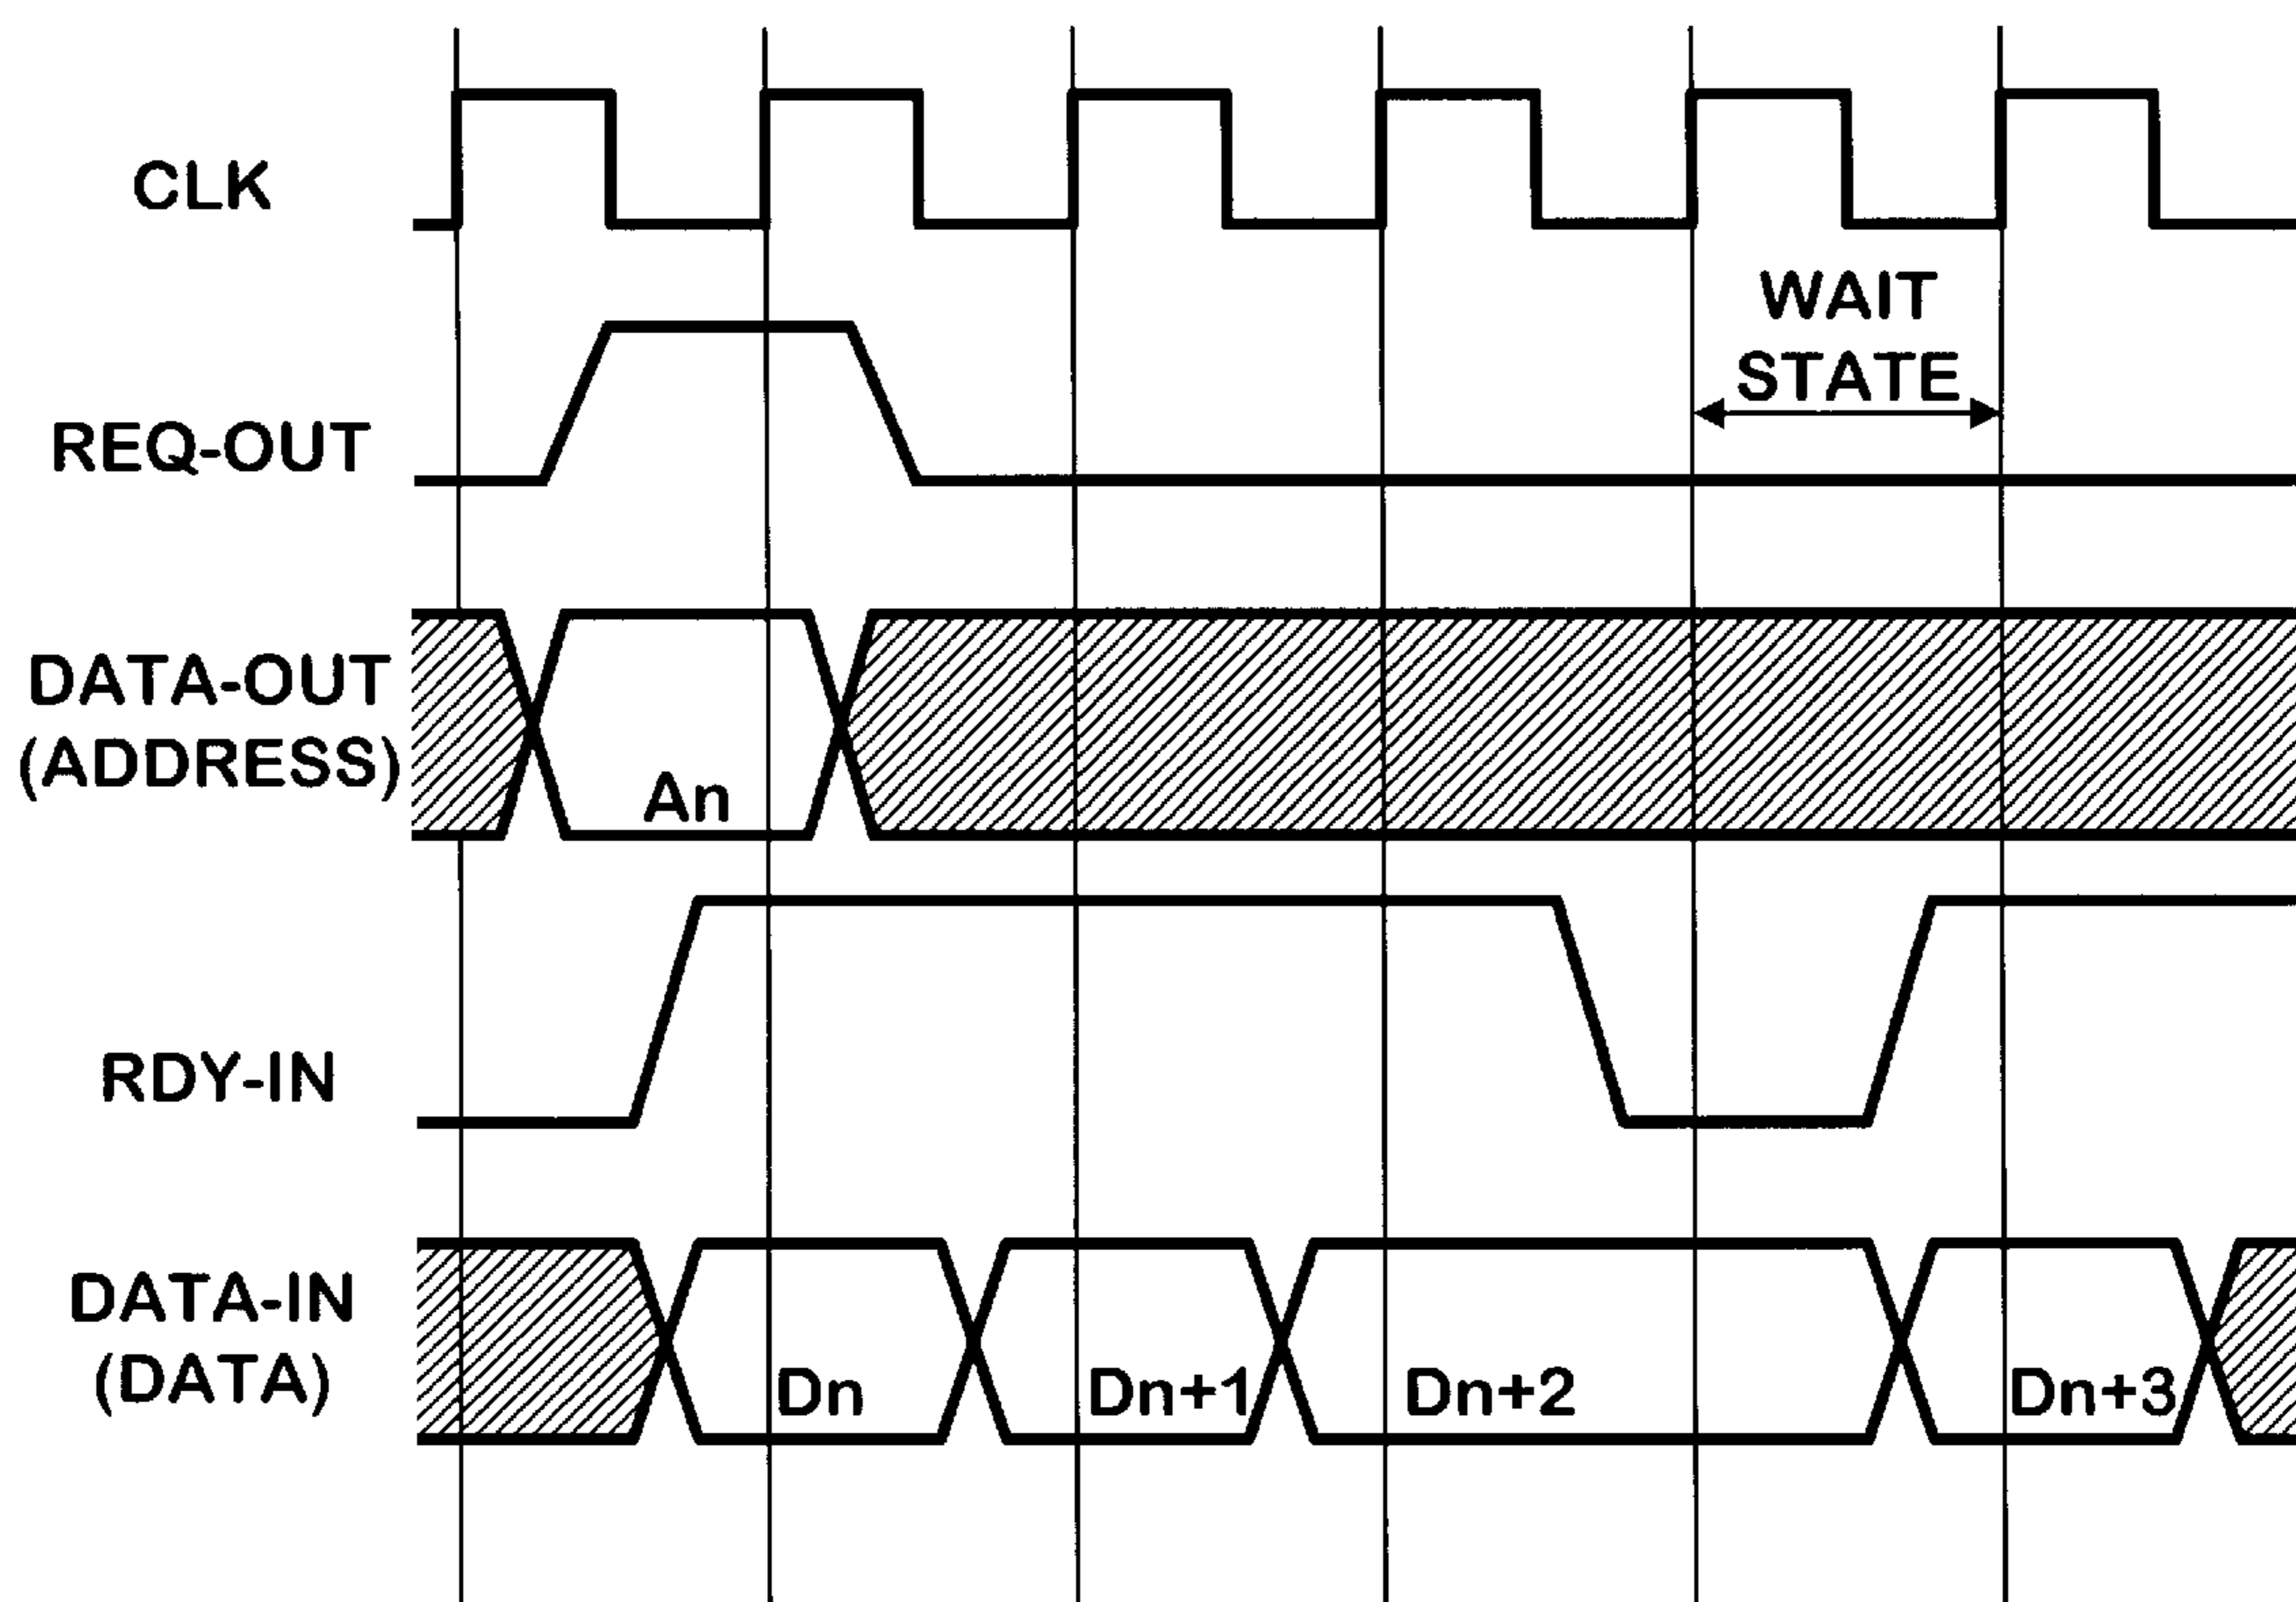 CLK
WAIT
STATE
REQ-OUT
DATA-OUT
(ADDRESS)
An
RDY-IN
DATA-IN
(DATA)
Dn
Dn+1
Dn+2
Dn+3